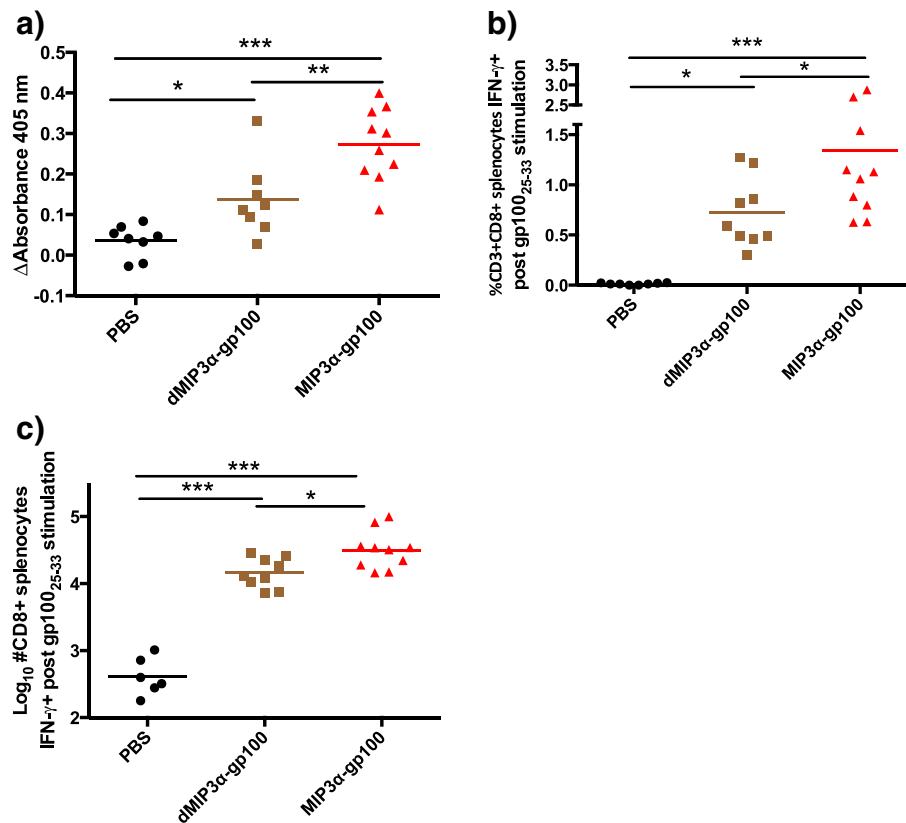 a)
ΔAbsorbance 405 nm
0.5
0.4
0.3
0.2
0.1
0.0
-0.1
***
**
*
PBS
dMIP3α-gp100
MIP3α-gp100
b)
%CD3+CD8+ splenocytes IFN-γ+
post gp100₂₅₋₃₃ stimulation
3.5
3.0
2.5
1.5
1.0
0.5
0.0
***
*
*
PBS
dMIP3α-gp100
MIP3α-gp100
c)
Log₁₀ #CD8+ splenocytes
IFN-γ+ post gp100₂₅₋₃₃ stimulation
5
4
3
2
***
***
*
PBS
dMIP3α-gp100
MIP3α-gp100